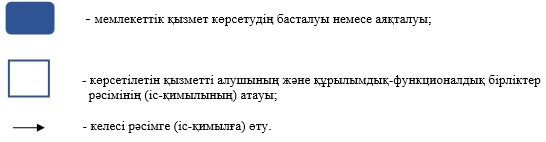 - мемлекеттік қызмет көрсетудің басталуы немесе аяқталуы;
- көрсетілетін қызметті алушының және құрылымдық-функционалдық бірліктер
рәсімінің (іс-қимылының) атауы;
- келесі рәсімге (іс-қимылға) өту.